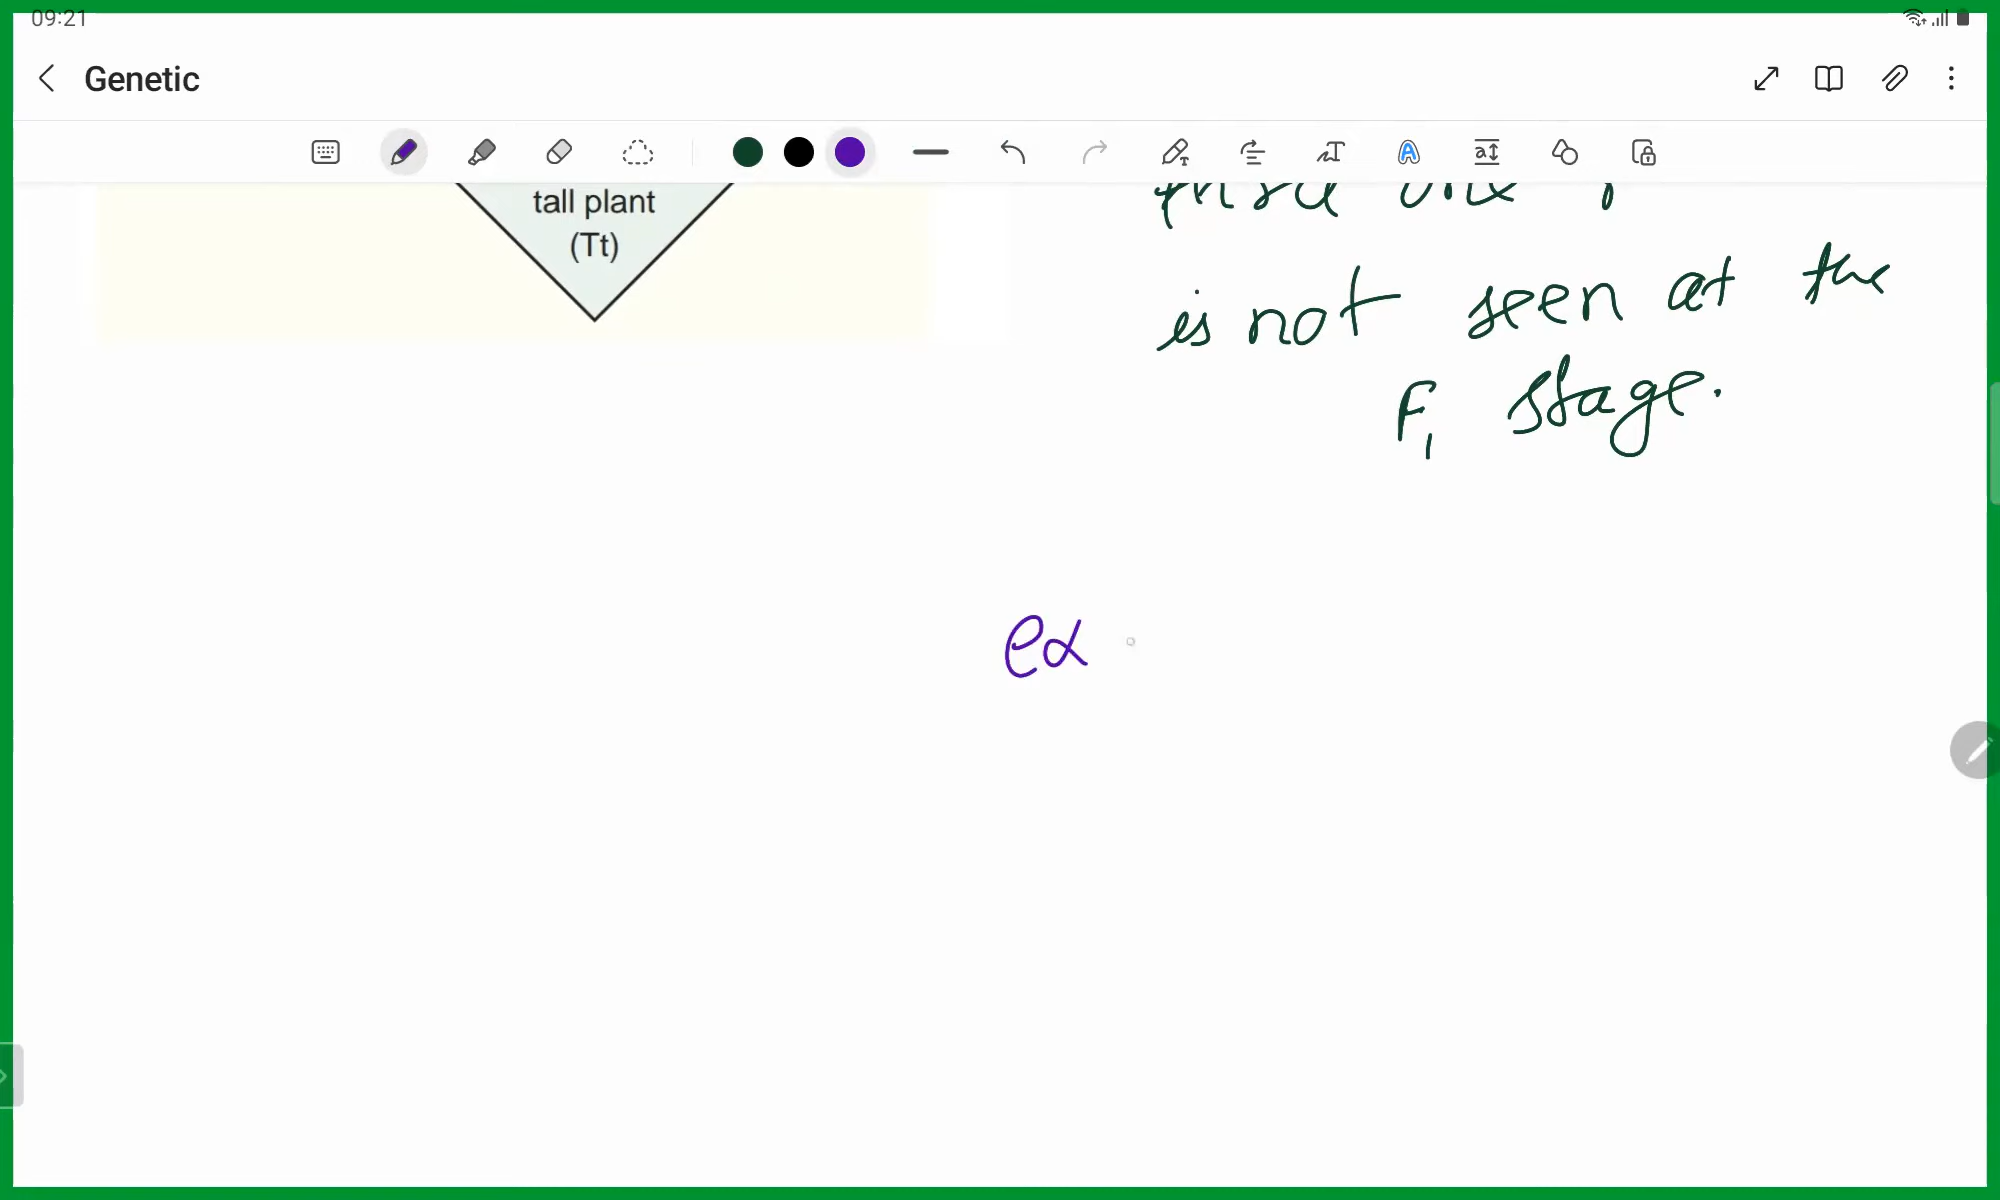 09:21
Genetic
tall plant
(Tt)
is not seen at the
F₁ stage.
ex